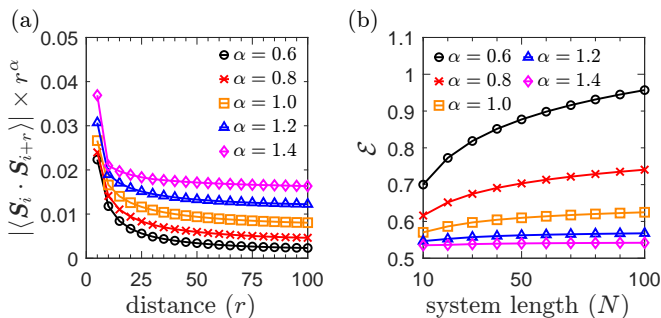 (a)
0.05
0.04
0.03
0.02
0.01
0
|⟨S_i · S_{i+r}⟩| × r^α
α = 0.6
α = 0.8
α = 1.0
α = 1.2
α = 1.4
0 25 50 75 100
distance (r)
(b)
1.1
1
0.9
0.8
0.7
0.6
0.5
ℰ
α = 0.6 α = 1.2
α = 0.8 α = 1.4
α = 1.0
10 50 100
system length (N)